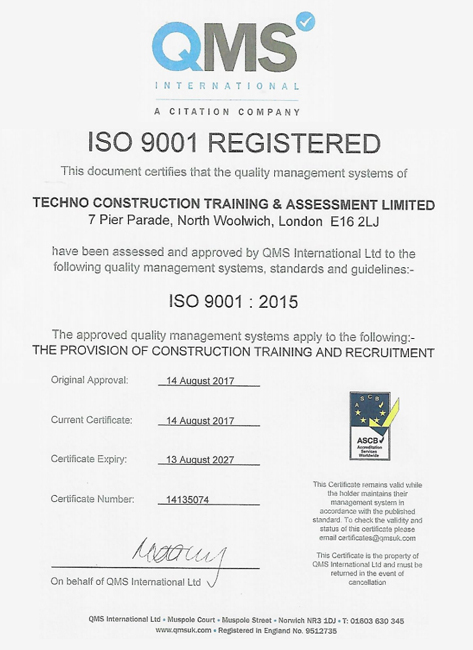 QMS
INTERNATIONAL
A CITATION COMPANY
ISO 9001 REGISTERED
This document certifies that the quality management systems of
TECHNO CONSTRUCTION TRAINING & ASSESSMENT LIMITED
7 Pier Parade, North Woolwich, London E16 2LJ
have been assessed and approved by QMS International Ltd to the
following quality management systems, standards and guidelines:-
ISO 9001 : 2015
The approved quality management systems apply to the following:-
THE PROVISION OF CONSTRUCTION TRAINING AND RECRUITMENT
Original Approval: 14 August 2017
Current Certificate: 14 August 2017
Certificate Expiry: 13 August 2027
Certificate Number: 14135074
ASCB
ASCB
Accreditation
Services
Worldwide
This Certificate remains valid while
the holder maintains their
management system in
accordance with the published
standard. To check the validity and
status of this certificate please
email certificates@qmsuk.com
This Certificate is the property of
QMS International Ltd and must be
returned in the event of
cancellation
On behalf of QMS International Ltd
QMS International Ltd • Muspole Court • Muspole Street • Norwich NR3 1DJ • T: 01603 630 345
www.qmsuk.com • Registered in England No. 9512735